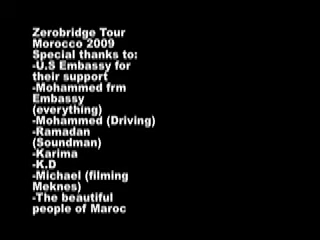 Zerobridge Tour
Morocco 2009
Special thanks to:
-U.S Embassy for
their support
-Mohammed frm
Embassy
(everything)
-Mohammed (Driving)
-Ramadan
(Soundman)
-Karima
-K.D
-Michael (filming
Meknes)
-The beautiful
people of Maroc